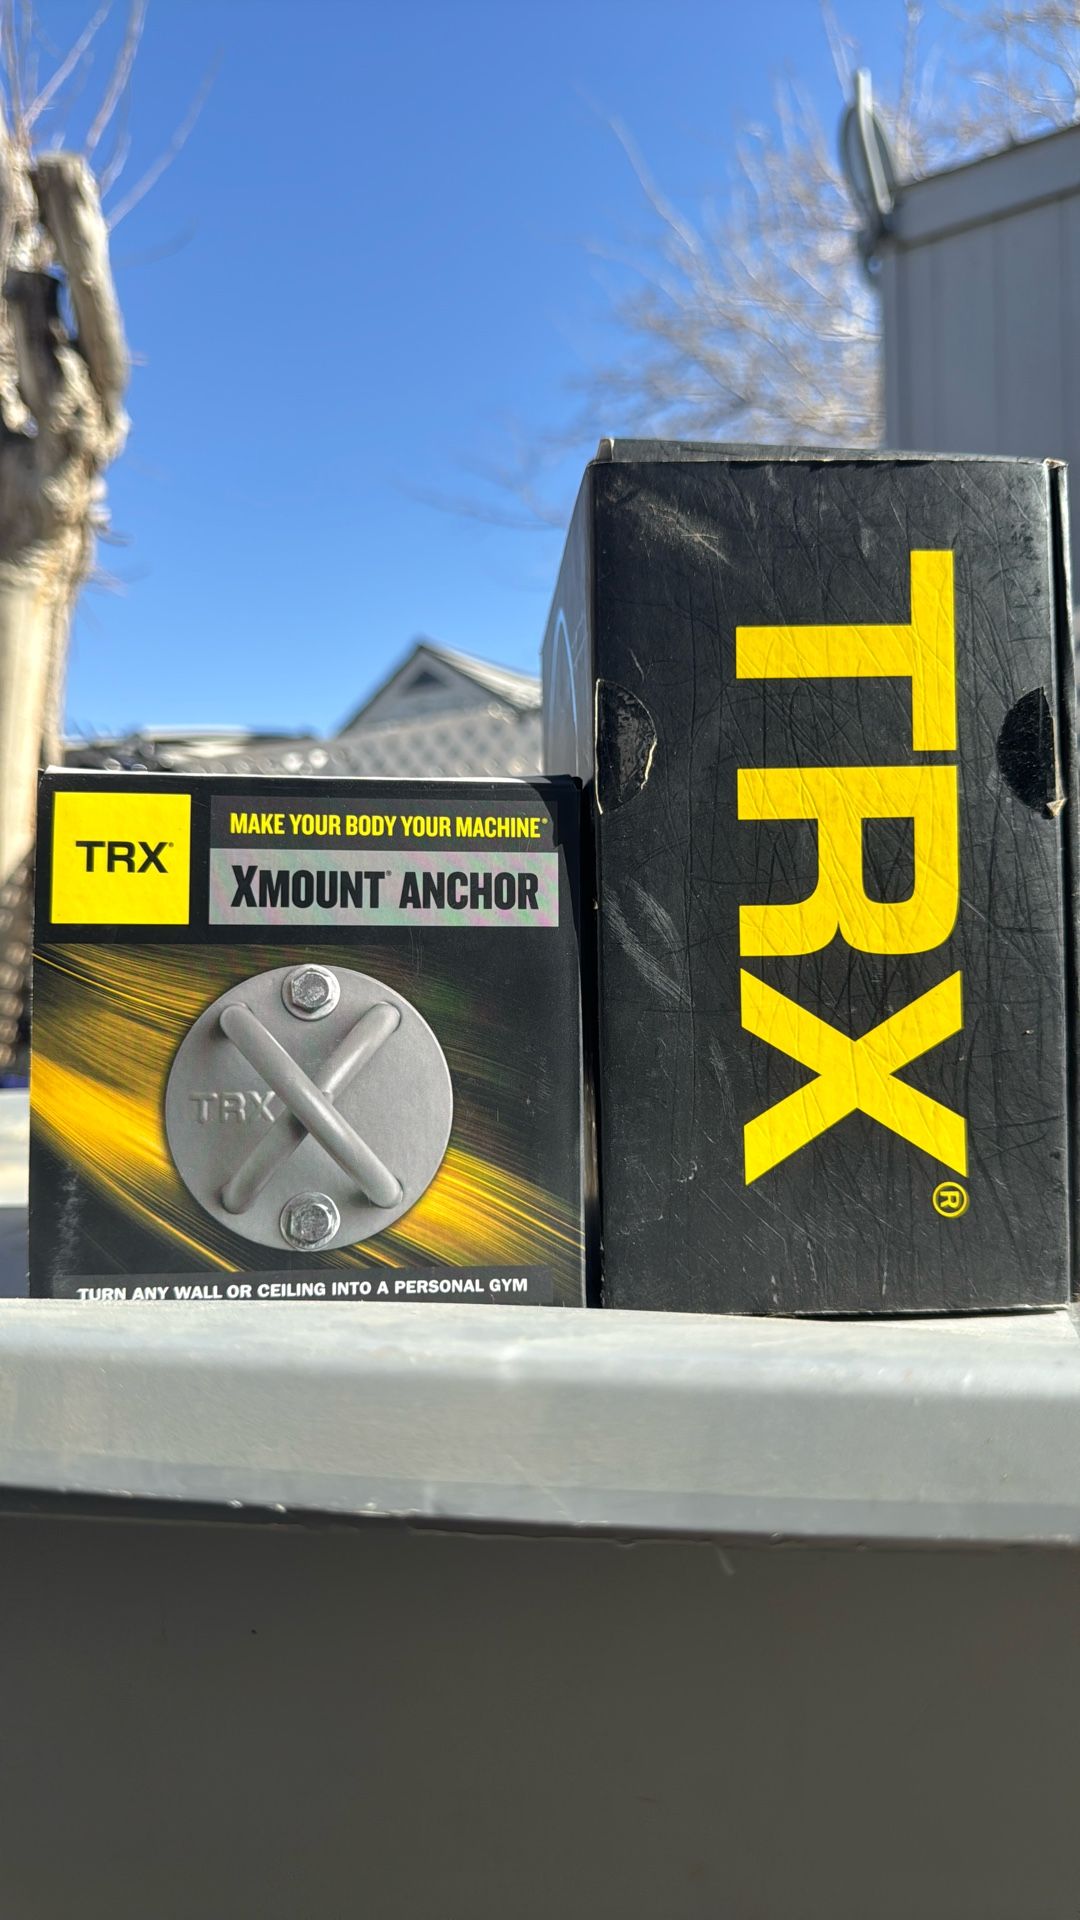 TRX®
MAKE YOUR BODY YOUR MACHINE®
XMOUNT® ANCHOR
TRX
TURN ANY WALL OR CEILING INTO A PERSONAL GYM
TRX®